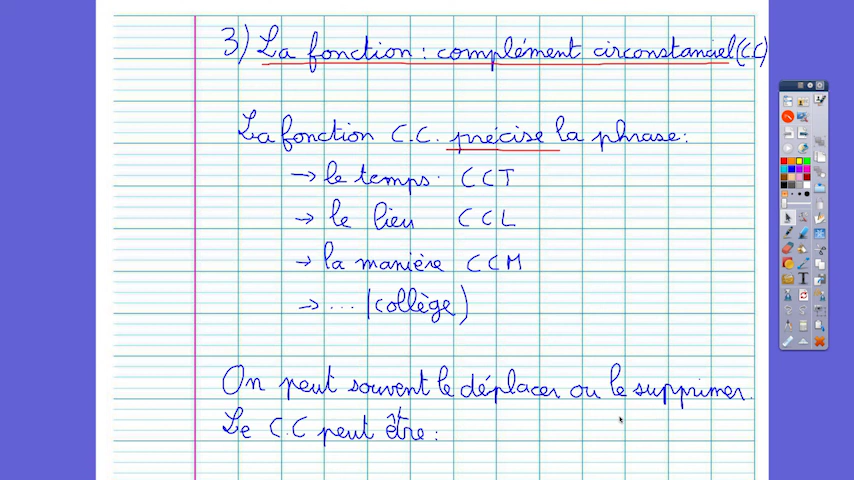 3) La fonction : complément circonstanciel (CC)
La fonction C.C. précise la phrase :
→ le temps. CCT
→ le lieu CCL
→ la manière CCM
→ ... (collège)
On peut souvent le déplacer ou le supprimer.
Le C.C peut être :